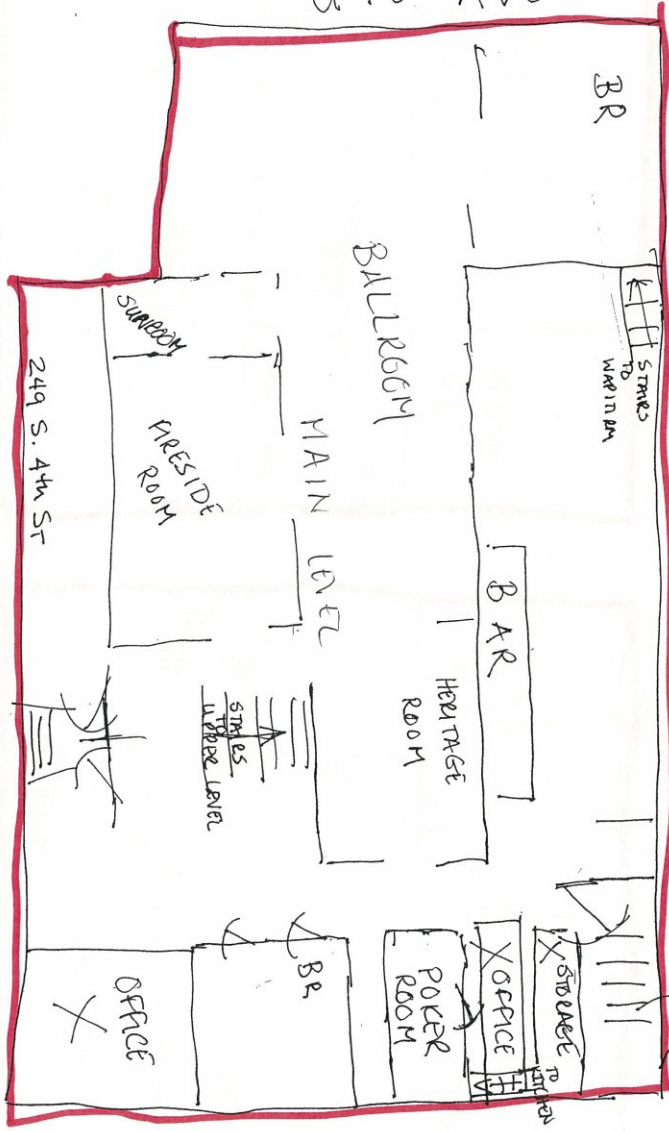 BR
STAIRS
TO
WAPITI RM
BALLROOM
SUNROOM
FIRESIDE
ROOM
MAIN LEVEL
BAR
HERITAGE
ROOM
STAIRS
TO
UPPER LEVEL
249 S. 4th ST
X STORAGE
TO
KITCHEN
X OFFICE
POKER
ROOM
BR
OFFICE
X